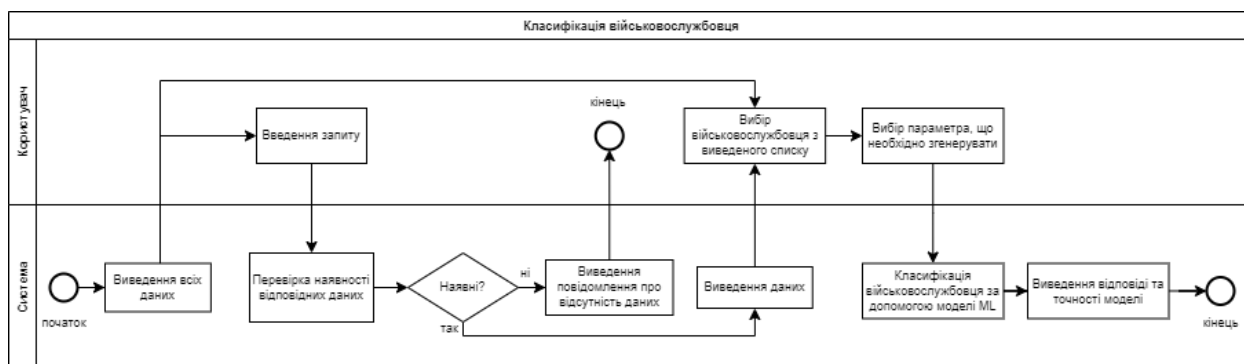 Класифікація військовослужбовця
Користувач
кінець
Введення запиту
Вибір
військовослужбовця з
виведеного списку
Вибір параметра, що
необхідно згенерувати
Система
початок
Виведення всіх
даних
Перевірка наявності
відповідних даних
Наявні?
ні
так
Виведення
повідомлення про
відсутність даних
Виведення даних
Класифікація
військовослужбовця за
допомогою моделі ML
Виведення відповіді та
точності моделі
кінець